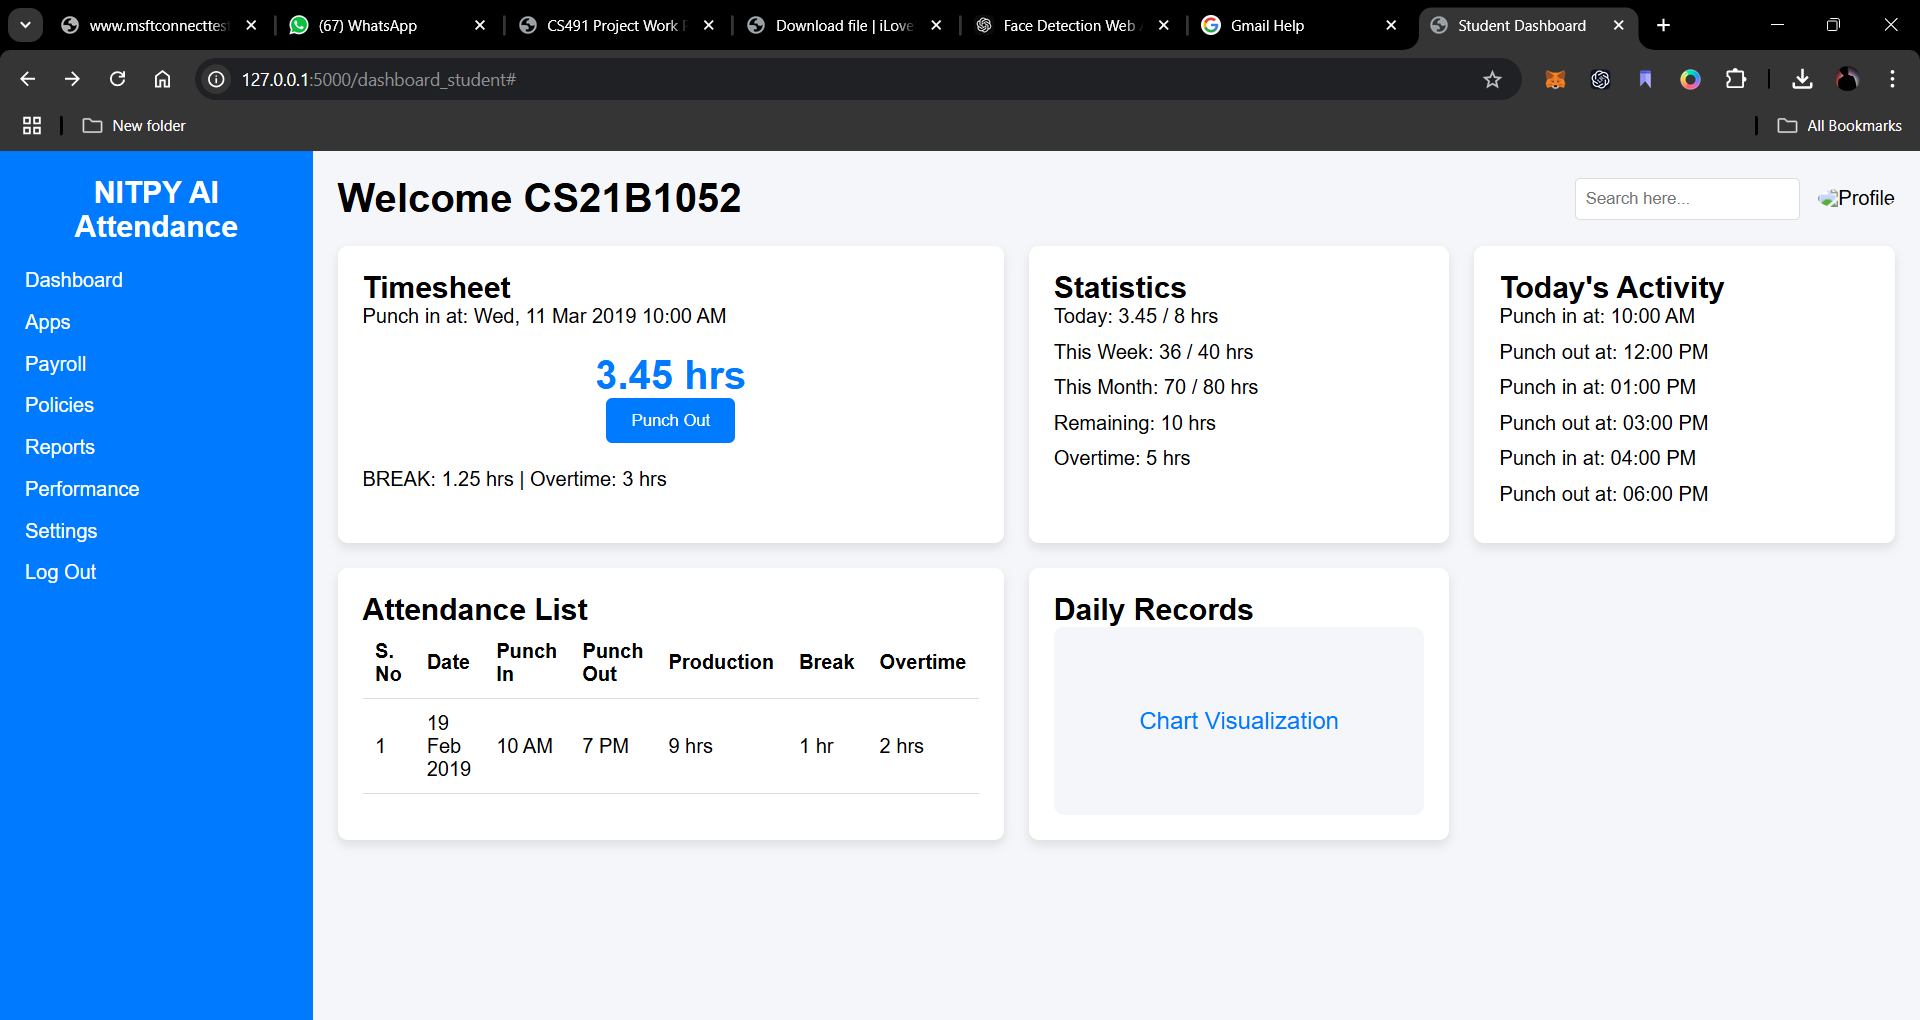 www.msftconnecttes
(67) WhatsApp
CS491 Project Work
Download file | iLove
Face Detection Web
Gmail Help
Student Dashboard
127.0.0.1:5000/dashboard_student#
New folder
All Bookmarks
NITPY AI
Attendance
Dashboard
Apps
Payroll
Policies
Reports
Performance
Settings
Log Out
Welcome CS21B1052
Search here...
Profile
Timesheet
Punch in at: Wed, 11 Mar 2019 10:00 AM
3.45 hrs
Punch Out
BREAK: 1.25 hrs | Overtime: 3 hrs
Statistics
Today: 3.45 / 8 hrs
This Week: 36 / 40 hrs
This Month: 70 / 80 hrs
Remaining: 10 hrs
Overtime: 5 hrs
Today's Activity
Punch in at: 10:00 AM
Punch out at: 12:00 PM
Punch in at: 01:00 PM
Punch out at: 03:00 PM
Punch in at: 04:00 PM
Punch out at: 06:00 PM
Attendance List
S. No Date Punch In Punch Out Production Break Overtime
1 19 Feb 2019 10 AM 7 PM 9 hrs 1 hr 2 hrs
Daily Records
Chart Visualization